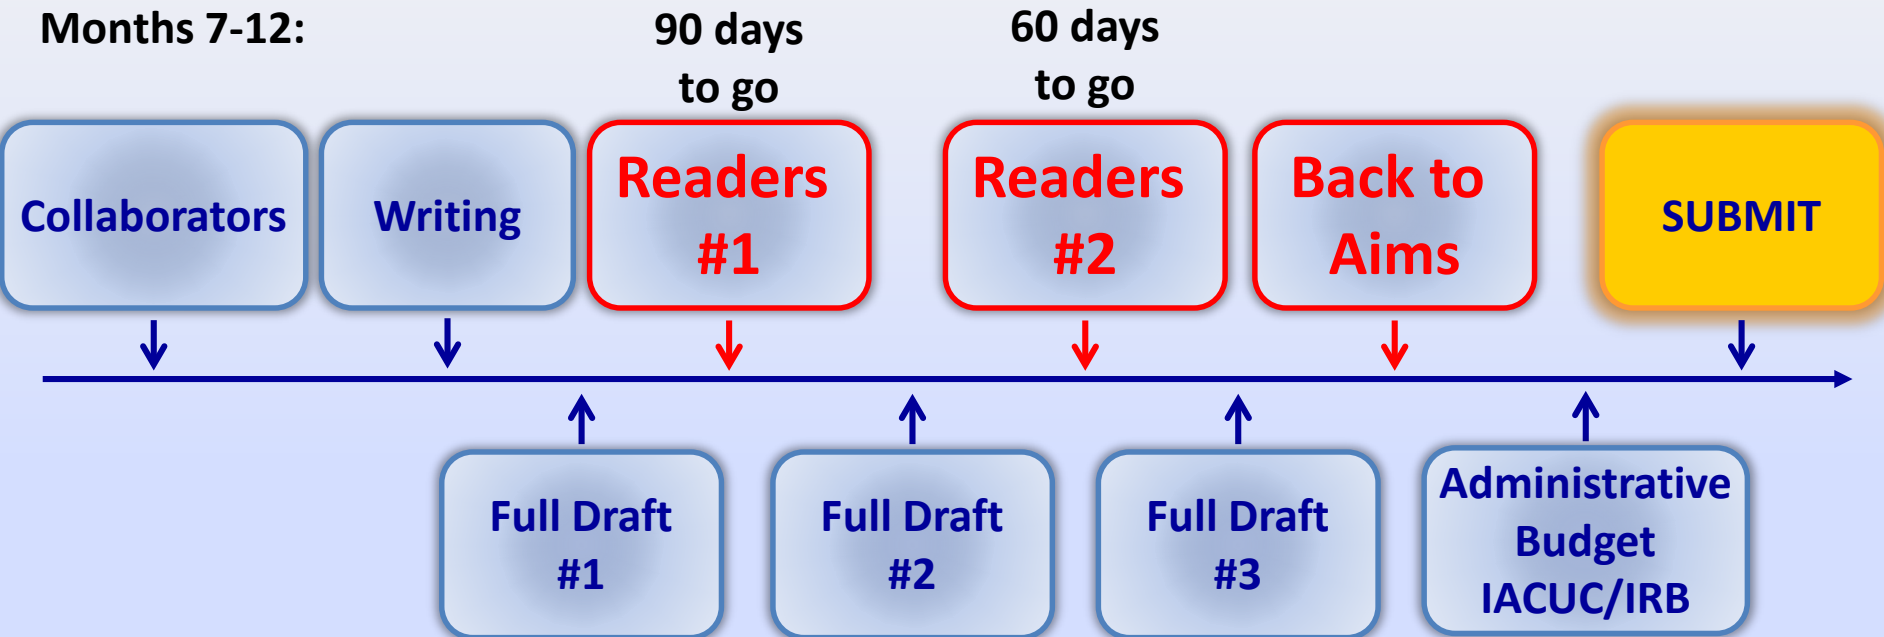 Months 7-12:
90 days
to go
60 days
to go
Collaborators
Writing
Readers
#1
Readers
#2
Back to
Aims
SUBMIT
Full Draft
#1
Full Draft
#2
Full Draft
#3
Administrative
Budget
IACUC/IRB